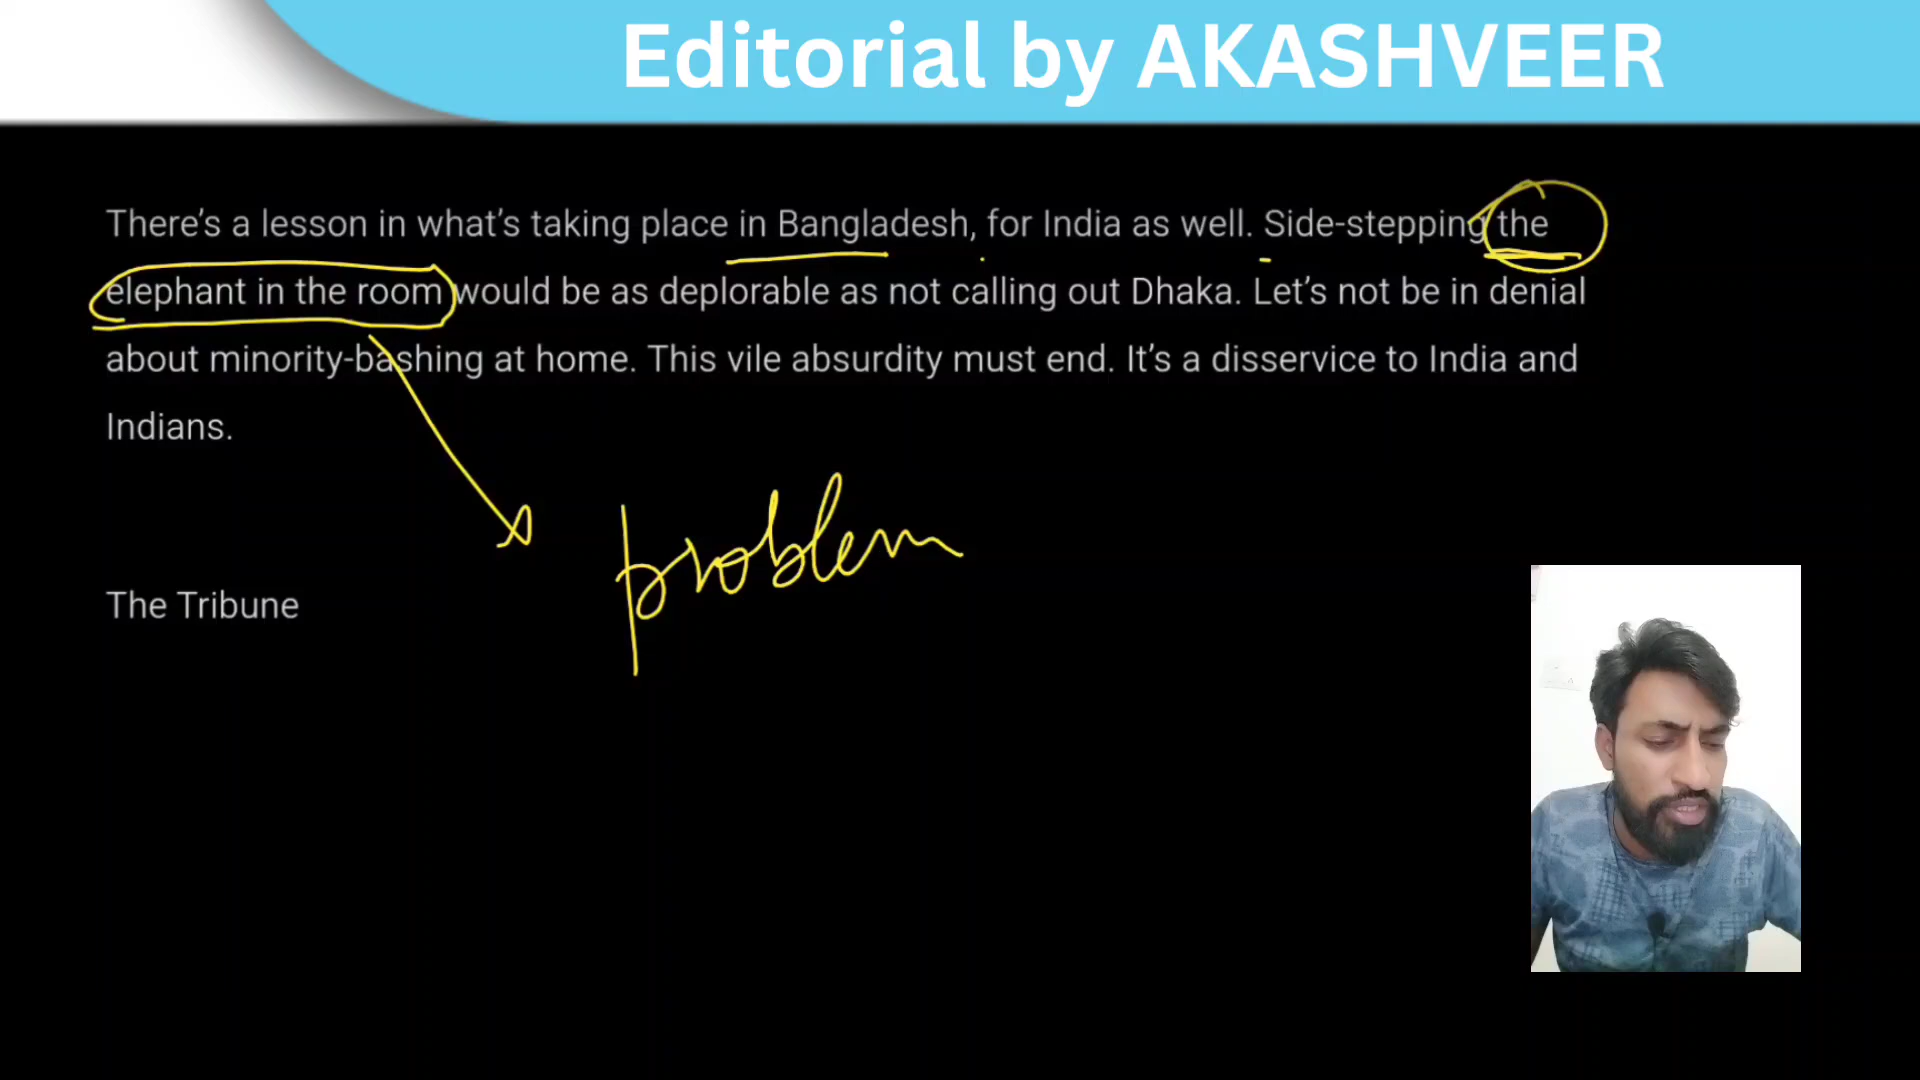 Editorial by AKASHVEER
There’s a lesson in what’s taking place in Bangladesh, for India as well. Side-stepping the
elephant in the room would be as deplorable as not calling out Dhaka. Let’s not be in denial
about minority-bashing at home. This vile absurdity must end. It’s a disservice to India and
Indians.
problem
The Tribune